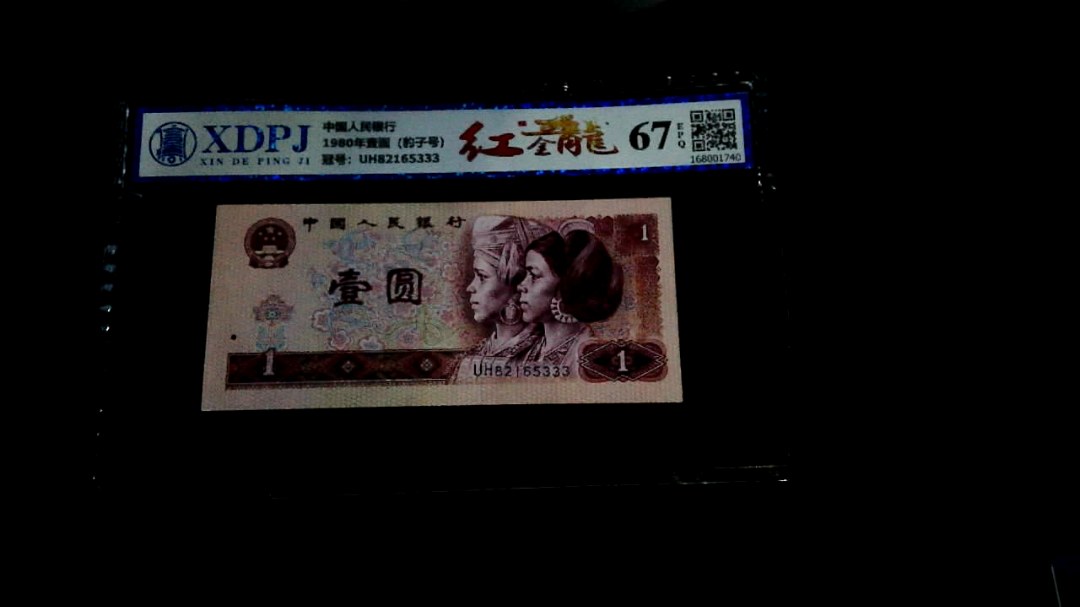 XDPJ
XIN DE PING JI
中國人民銀行
1980年壹圆（豹子号）
冠号：UH82165333
红金龍
67
EPQ
168001740
中国人民银行
壹圆
1
1
1
UH82165333